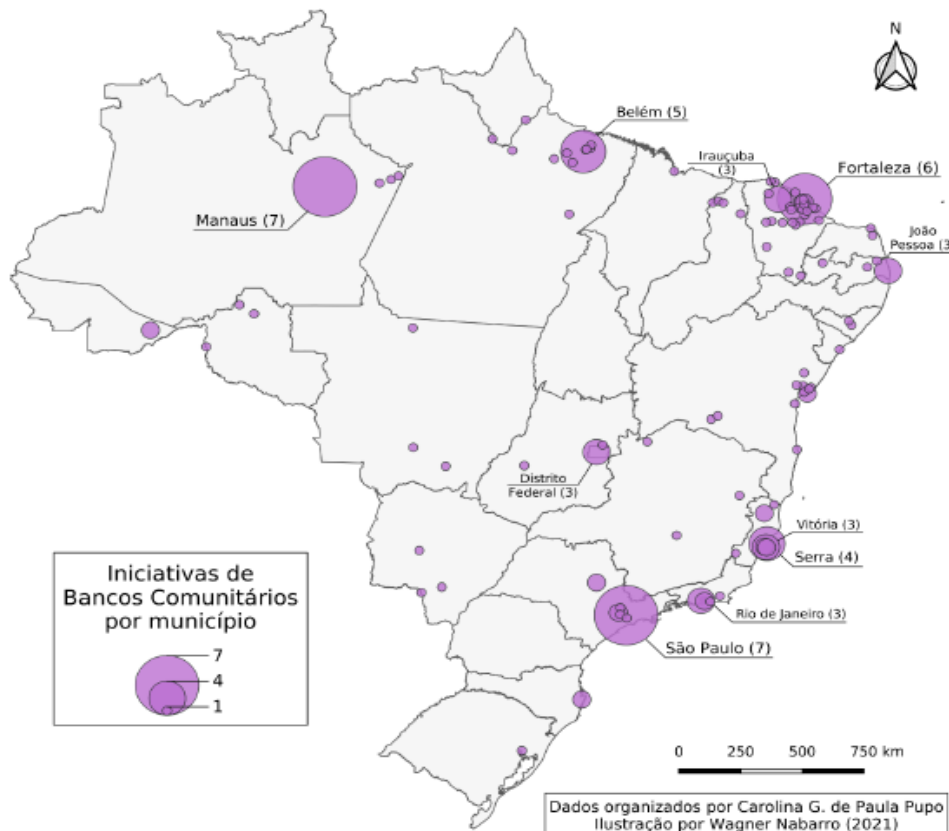 N
Belém (5)
Irauçuba
(3)
Fortaleza (6)
Manaus (7)
João
Pessoa (3
Distrito
Federal (3)
Vitória (3)
Serra (4)
Rio de Janeiro (3)
São Paulo (7)
Iniciativas de
Bancos Comunitários
por município
7
4
1
0 250 500 750 km
Dados organizados por Carolina G. de Paula Pupo
Ilustração por Wagner Nabarro (2021)